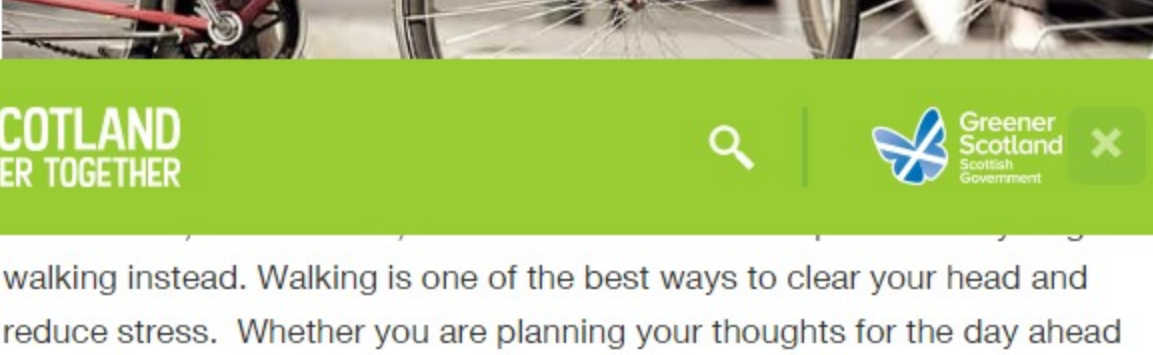 COTLAND
ER TOGETHER
Greener
Scotland
Scottish
Government
walking instead. Walking is one of the best ways to clear your head and
reduce stress. Whether you are planning your thoughts for the day ahead